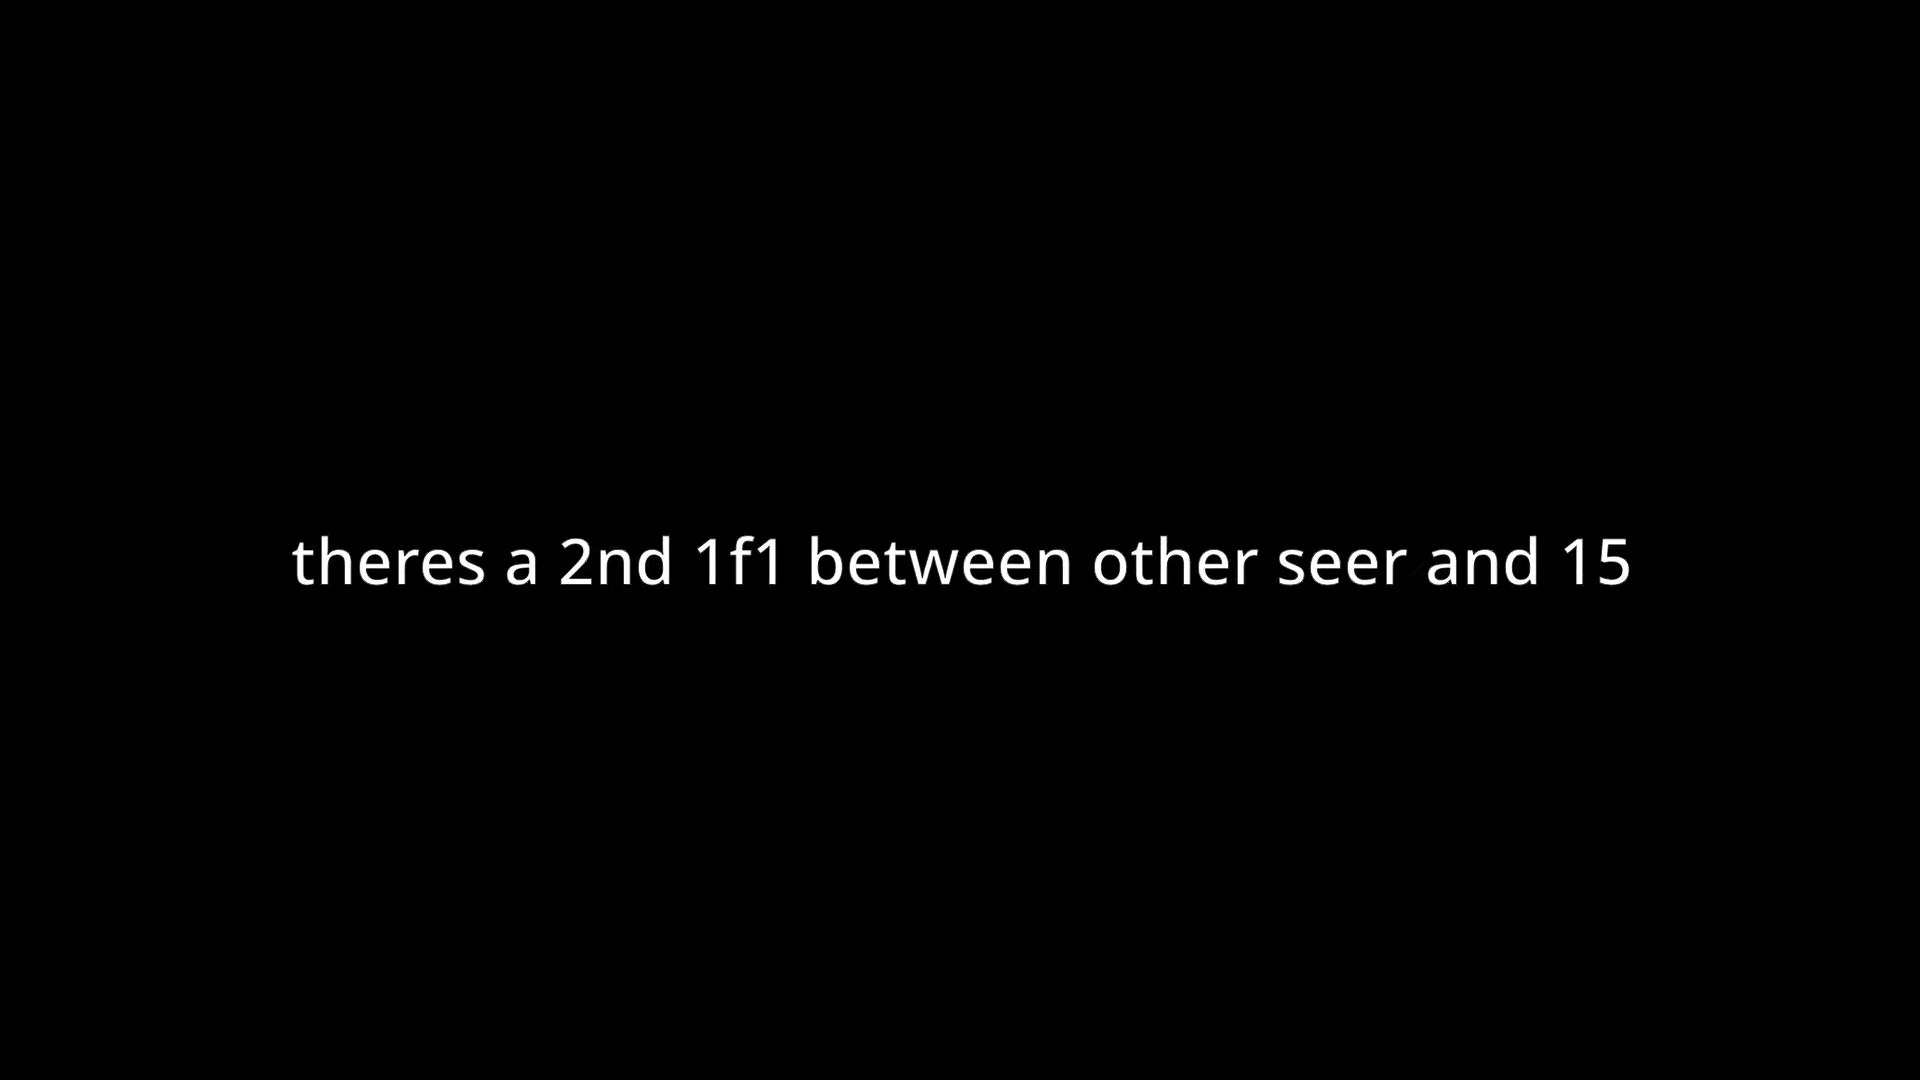 theres a 2nd 1f1 between other seer and 15